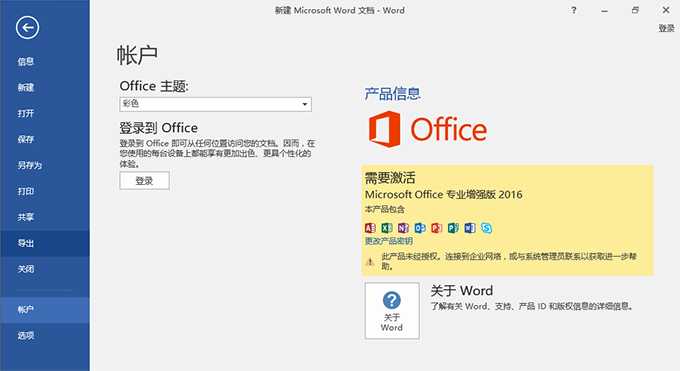 新建 Microsoft Word 文档 - Word
?
登录
信息
新建
打开
保存
另存为
打印
共享
导出
关闭
帐户
选项
帐户
Office 主题:
彩色
登录到 Office
登录到 Office 即可从任何位置访问您的文档。因而，在
您使用的每台设备上都能享有更加出色、更具个性化的
体验。
登录
产品信息
Office
需要激活
Microsoft Office 专业增强版 2016
本产品包含
更改产品密钥
此产品未经授权。连接到企业网络，或与系统管理员联系以获取进一步帮
助。
关于
Word
关于 Word
了解有关 Word、支持、产品 ID 和版权信息的详细信息。